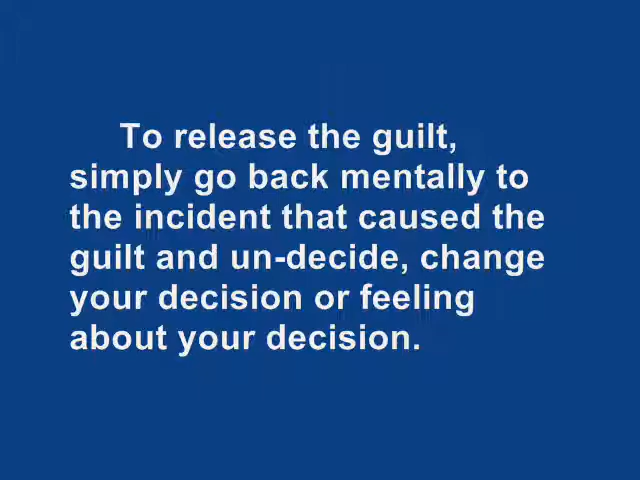 To release the guilt,
simply go back mentally to
the incident that caused the
guilt and un-decide, change
your decision or feeling
about your decision.